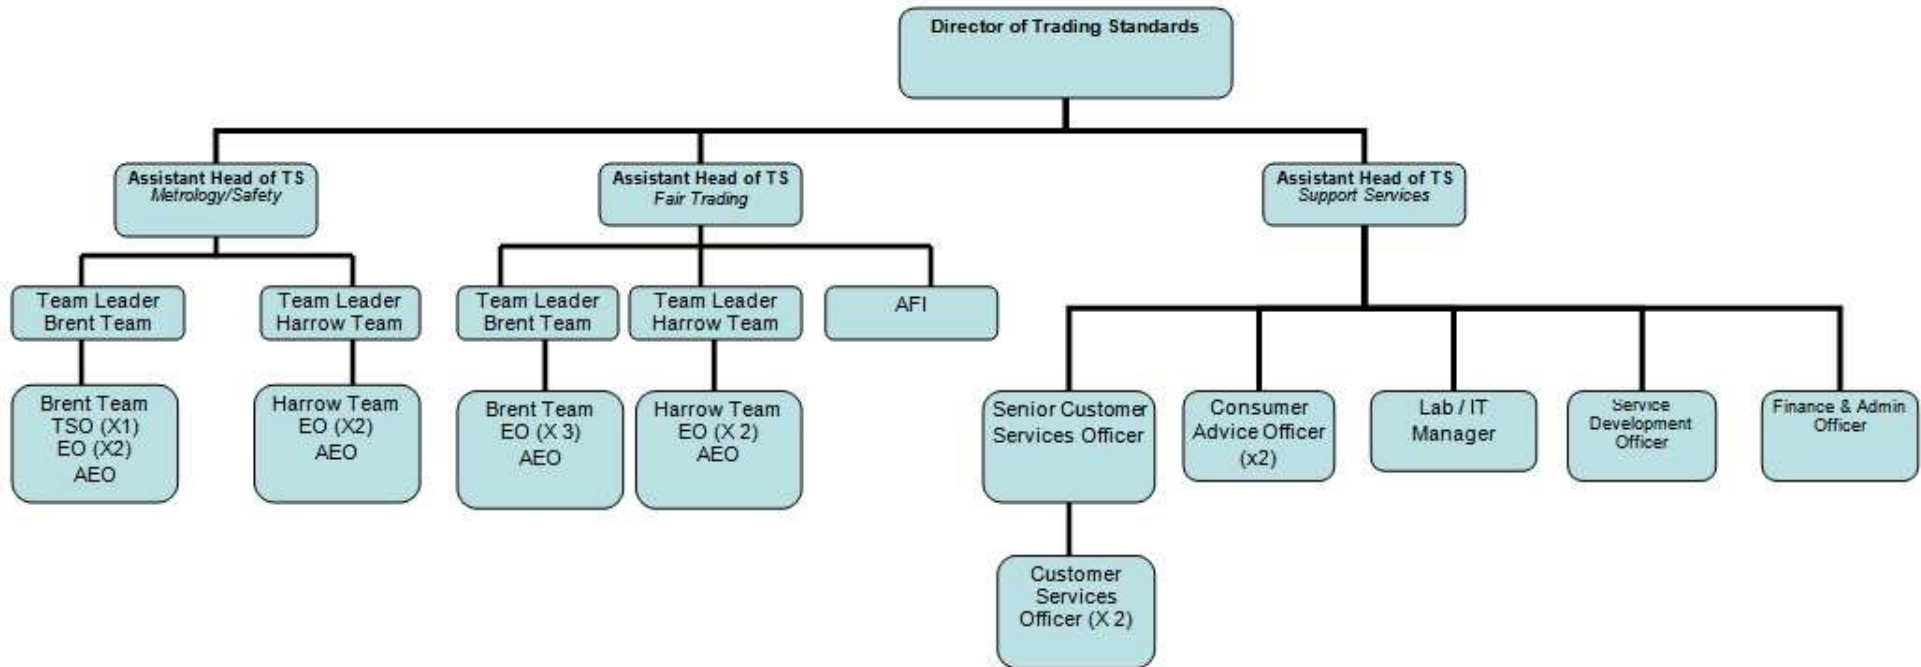 Director of Trading Standards
Assistant Head of TS
Metrology/Safety
Assistant Head of TS
Fair Trading
Assistant Head of TS
Support Services
Team Leader
Brent Team
Team Leader
Harrow Team
Team Leader
Brent Team
Team Leader
Harrow Team
AFI
Brent Team
TSO (X1)
EO (X2)
AEO
Harrow Team
EO (X2)
AEO
Brent Team
EO (X 3)
AEO
Harrow Team
EO (X 2)
AEO
Senior Customer
Services Officer
Consumer
Advice Officer
(x2)
Lab / IT
Manager
Service
Development
Officer
Finance & Admin
Officer
Customer
Services
Officer (X 2)